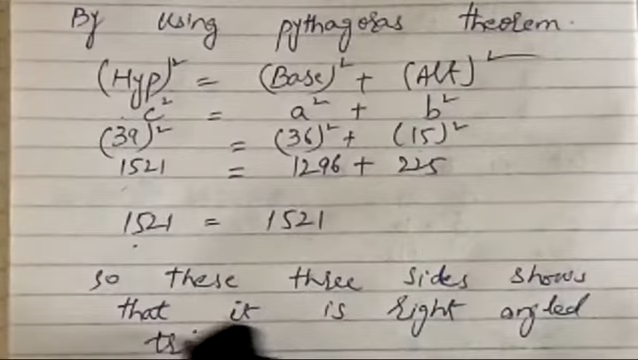 By using pythagoras theorem.
(Hyp)² = (Base)² + (Alt)²
c² = a² + b²
(39)² = (36)² + (15)²
1521 = 1296 + 225
1521 = 1521
so these three sides shows
that it is right angled